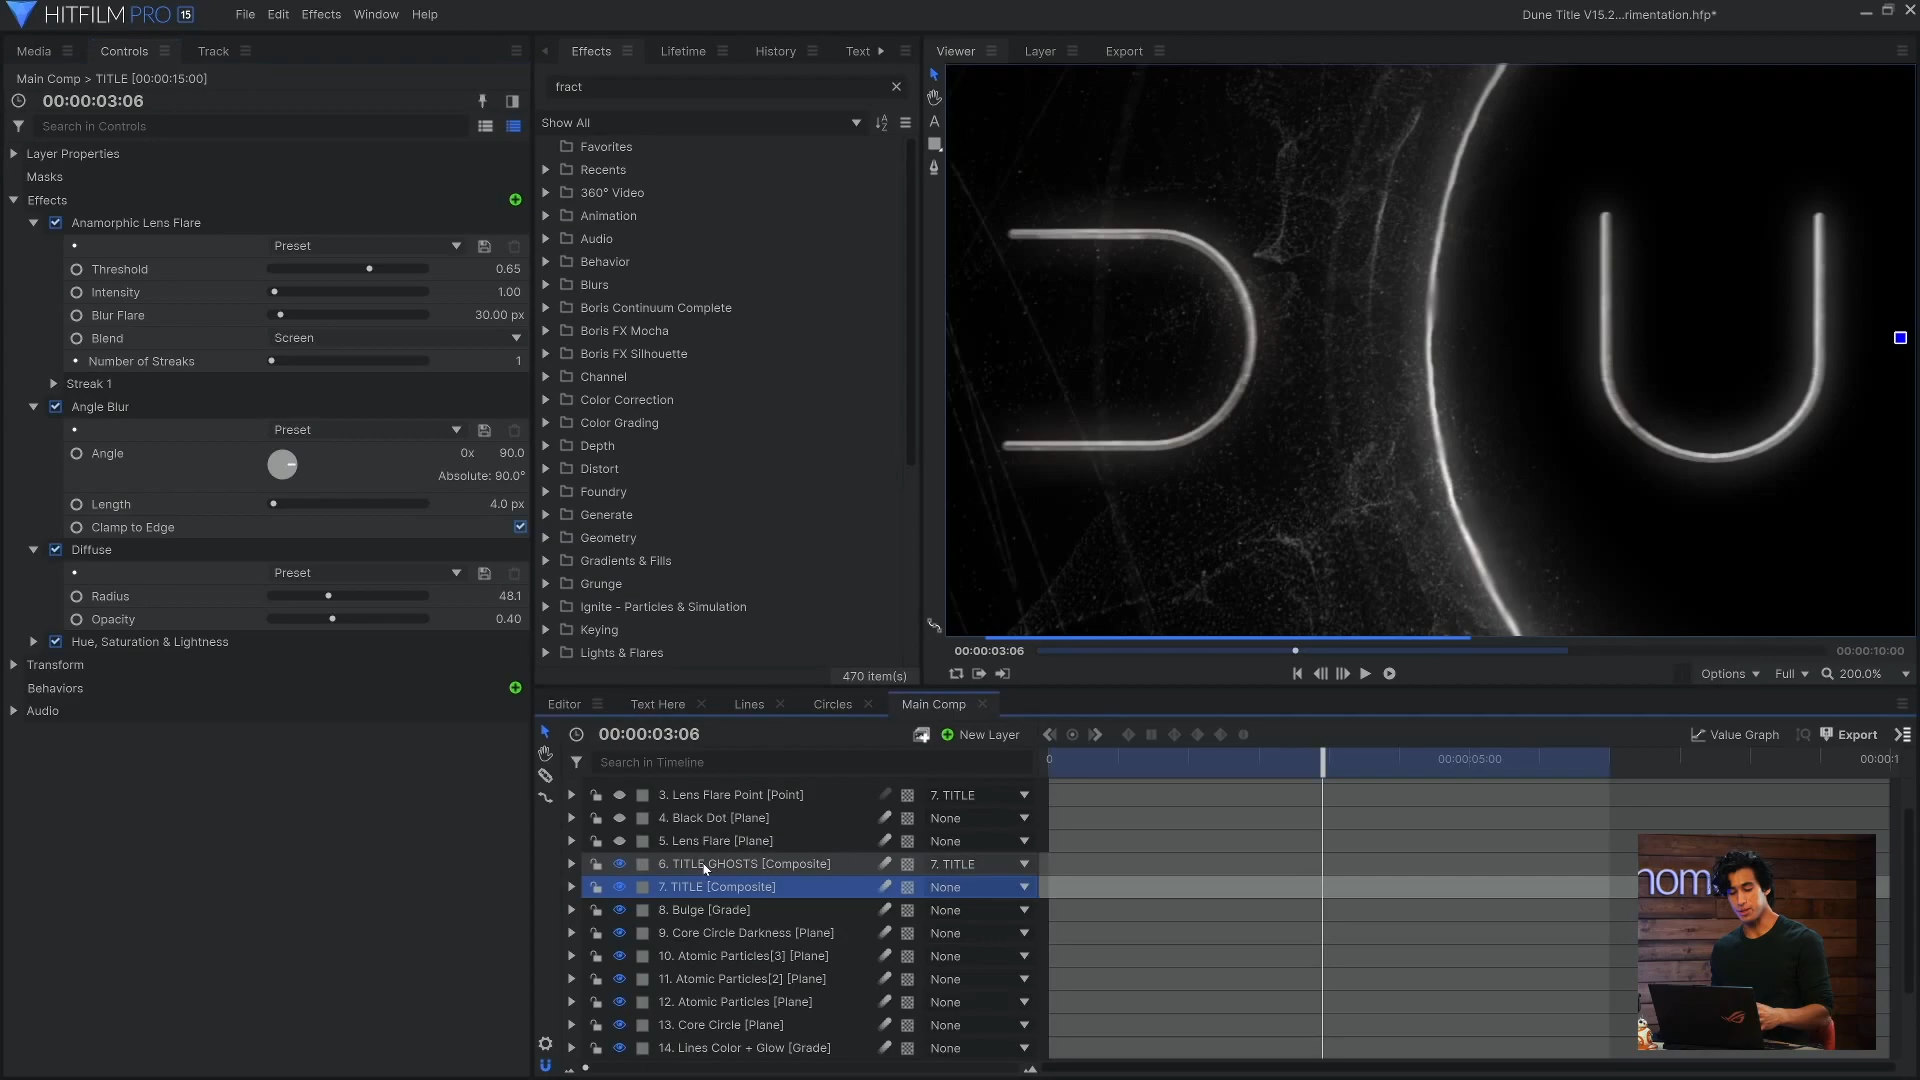 HITFILM PRO 15
File Edit Effects Window Help
Dune Title V15.2...rimentation.hfp*
Media Controls Track
Main Comp > TITLE [00:00:15:00]
00:00:03:06
Search in Controls
Layer Properties
Masks
Effects
Anamorphic Lens Flare
Preset
Threshold 0.65
Intensity 1.00
Blur Flare 30.00 px
Blend Screen
Number of Streaks 1
Streak 1
Angle Blur
Preset
Angle 0x 90.0
Absolute: 90.0°
Length 4.0 px
Clamp to Edge
Diffuse
Preset
Radius 48.1
Opacity 0.40
Hue, Saturation & Lightness
Transform
Behaviors
Audio
Effects Lifetime History Text
fract
Show All
Favorites
Recents
360° Video
Animation
Audio
Behavior
Blurs
Boris Continuum Complete
Boris FX Mocha
Boris FX Silhouette
Channel
Color Correction
Color Grading
Depth
Distort
Foundry
Generate
Geometry
Gradients & Fills
Grunge
Ignite - Particles & Simulation
Keying
Lights & Flares
470 item(s)
Viewer Layer Export
00:00:03:06 00:00:10:00
Options Full 200.0%
Editor Text Here Lines Circles Main Comp
00:00:03:06 New Layer Value Graph Export
Search in Timeline
0 00:00:05:00 00:00:1
3. Lens Flare Point [Point] 7. TITLE
4. Black Dot [Plane] None
5. Lens Flare [Plane] None
6. TITLE GHOSTS [Composite] 7. TITLE
7. TITLE [Composite] None
8. Bulge [Grade] None
9. Core Circle Darkness [Plane] None
10. Atomic Particles[3] [Plane] None
11. Atomic Particles[2] [Plane] None
12. Atomic Particles [Plane] None
13. Core Circle [Plane] None
14. Lines Color + Glow [Grade] None